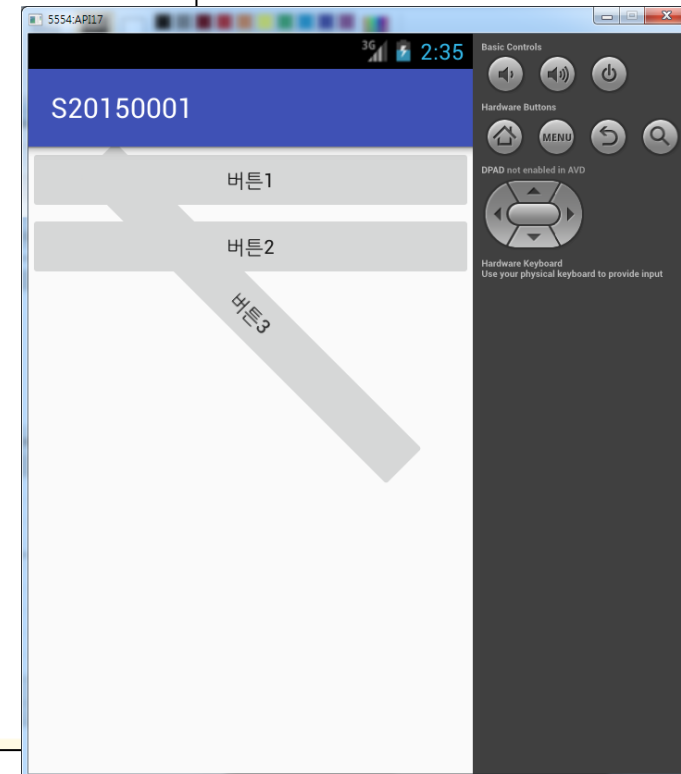 5554:API17
3G 2:35
S20150001
버튼1
버튼2
버튼3
Basic Controls
Hardware Buttons
MENU
DPAD not enabled in AVD
Hardware Keyboard
Use your physical keyboard to provide input